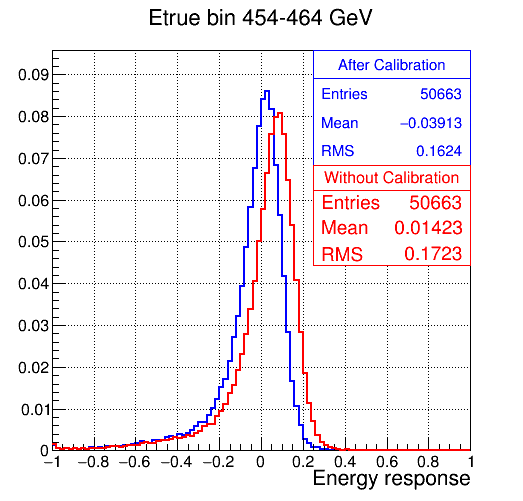 Etrue bin 454-464 GeV
After Calibration
Entries 50663
Mean −0.03913
RMS 0.1624
Without Calibration
Entries 50663
Mean 0.01423
RMS 0.1723
0.09
0.08
0.07
0.06
0.05
0.04
0.03
0.02
0.01
0
−1 −0.8 −0.6 −0.4 −0.2 0 0.2 0.4 0.6 0.8 1
Energy response